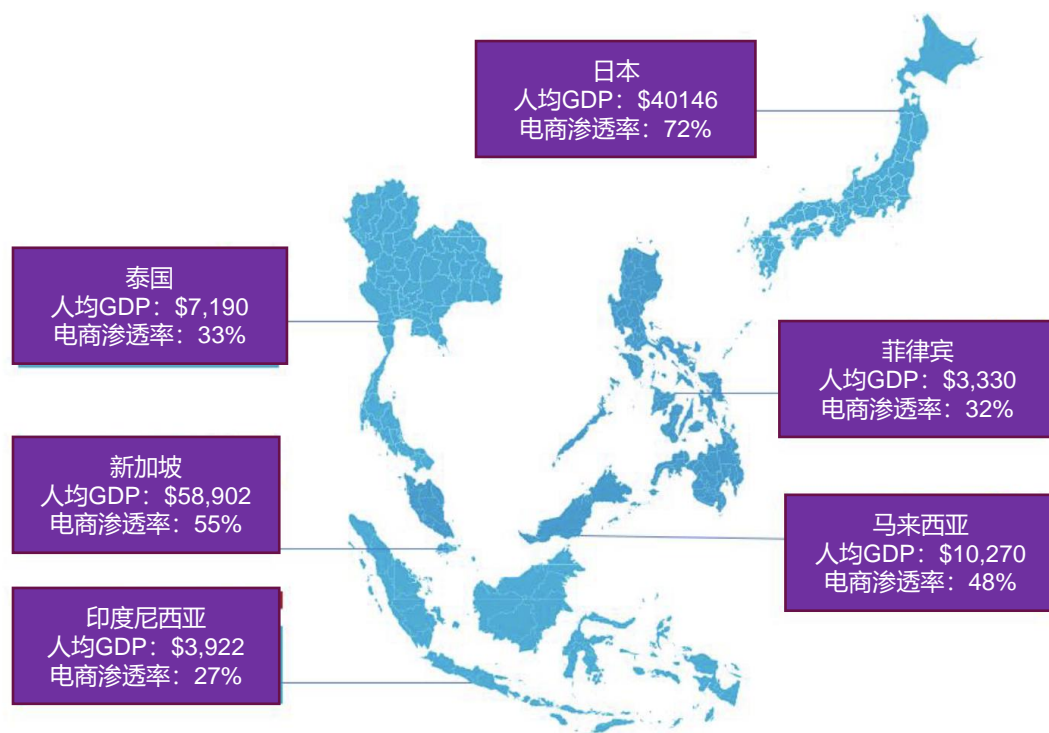 日本
人均GDP：$40146
电商渗透率：72%
泰国
人均GDP：$7,190
电商渗透率：33%
菲律宾
人均GDP：$3,330
电商渗透率：32%
新加坡
人均GDP：$58,902
电商渗透率：55%
马来西亚
人均GDP：$10,270
电商渗透率：48%
印度尼西亚
人均GDP：$3,922
电商渗透率：27%